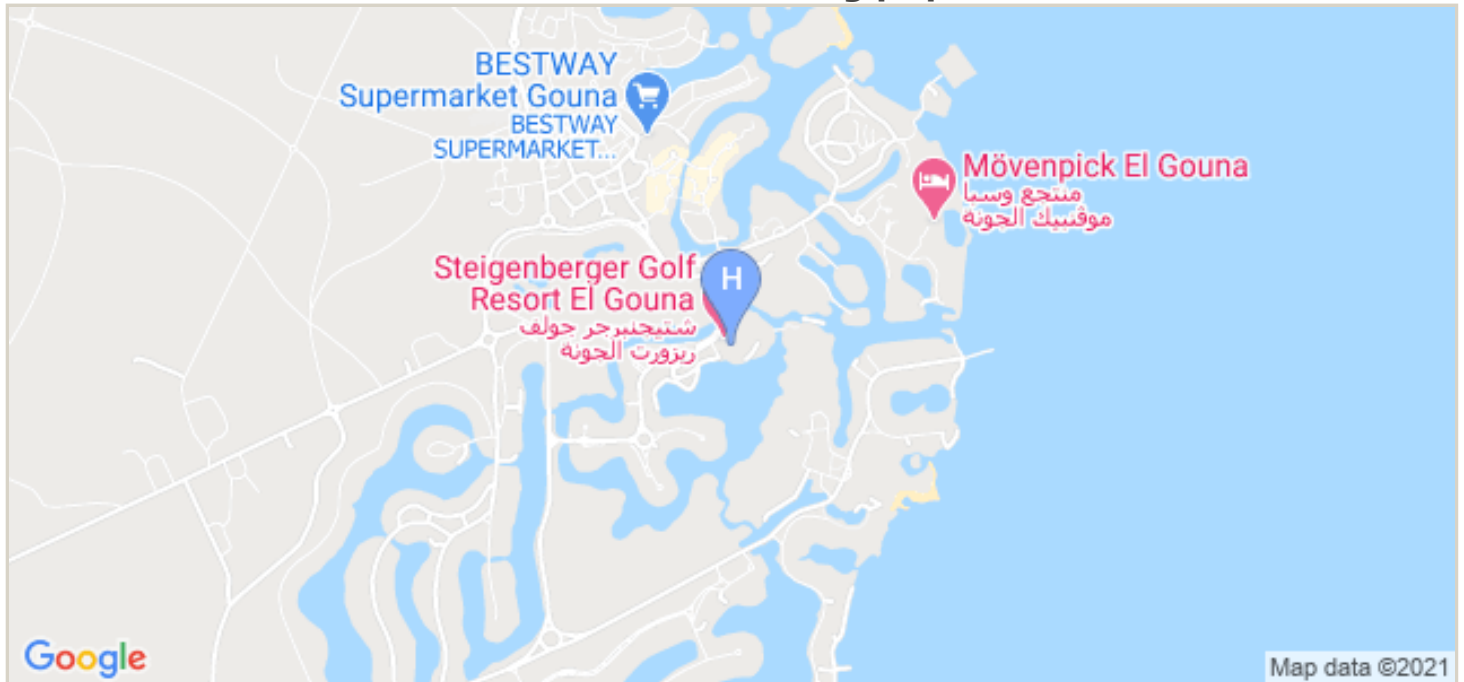 BESTWAY
Supermarket Gouna
BESTWAY
SUPERMARKET...
Mövenpick El Gouna
منتجع وسبا
موڤنبيك الجونة
Steigenberger Golf
Resort El Gouna
شتيجنبرجر جولف
ريزورت الجونة
H
Google
Map data ©2021